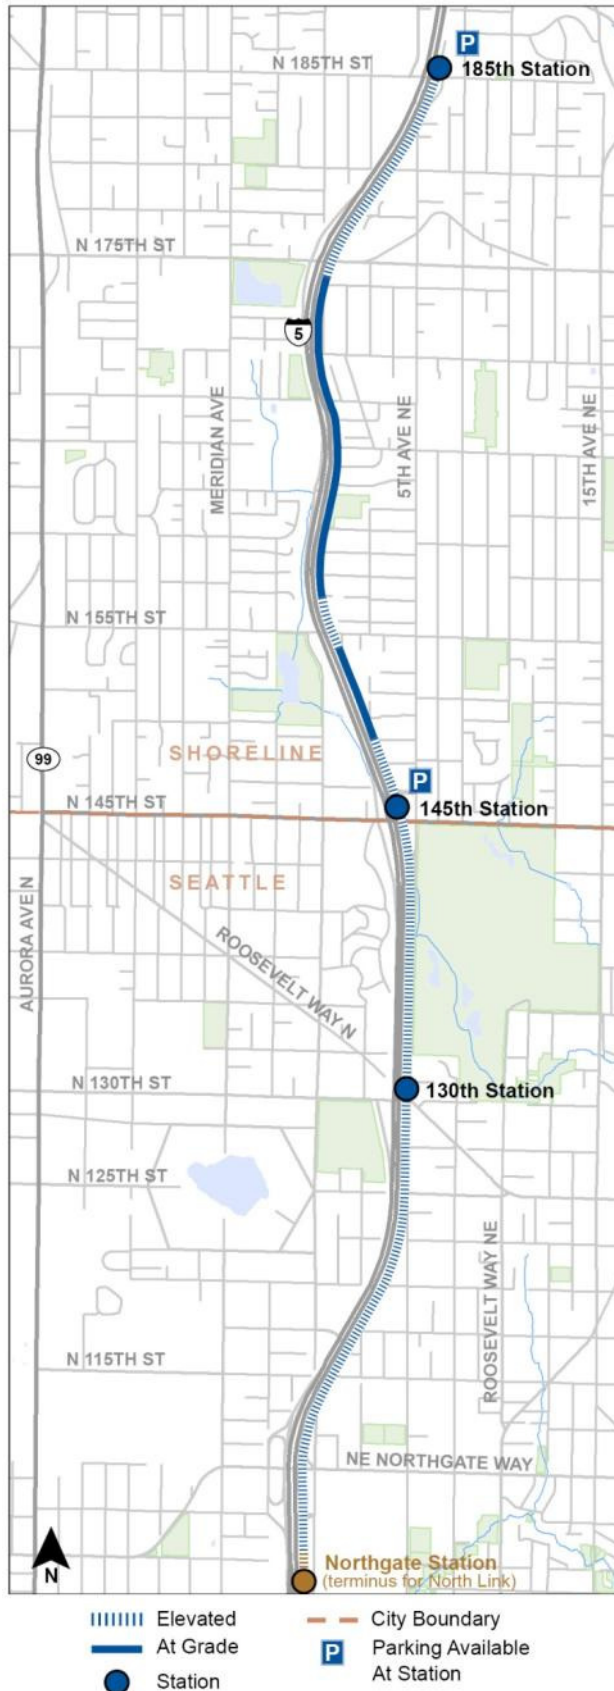 P
N 185TH ST
185th Station
N 175TH ST
5
MERIDIAN AVE
5TH AVE NE
15TH AVE NE
N 155TH ST
SHORELINE
99
P
145th Station
N 145TH ST
SEATTLE
AURORA AVE N
ROOSEVELT WAY N
N 130TH ST
130th Station
N 125TH ST
ROOSEVELT WAY NE
N 115TH ST
NE NORTHGATE WAY
N
Northgate Station
(terminus for North Link)
Elevated
City Boundary
At Grade
P
Parking Available
At Station
Station